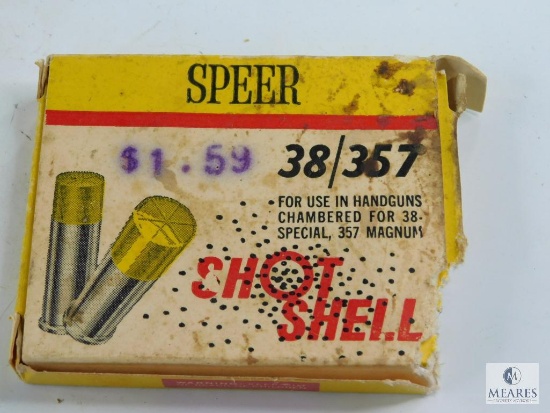 SPEER
$1.59
38/357
FOR USE IN HANDGUNS
CHAMBERED FOR 38-
SPECIAL, 357 MAGNUM
SHOT
SHELL
M
MEARES